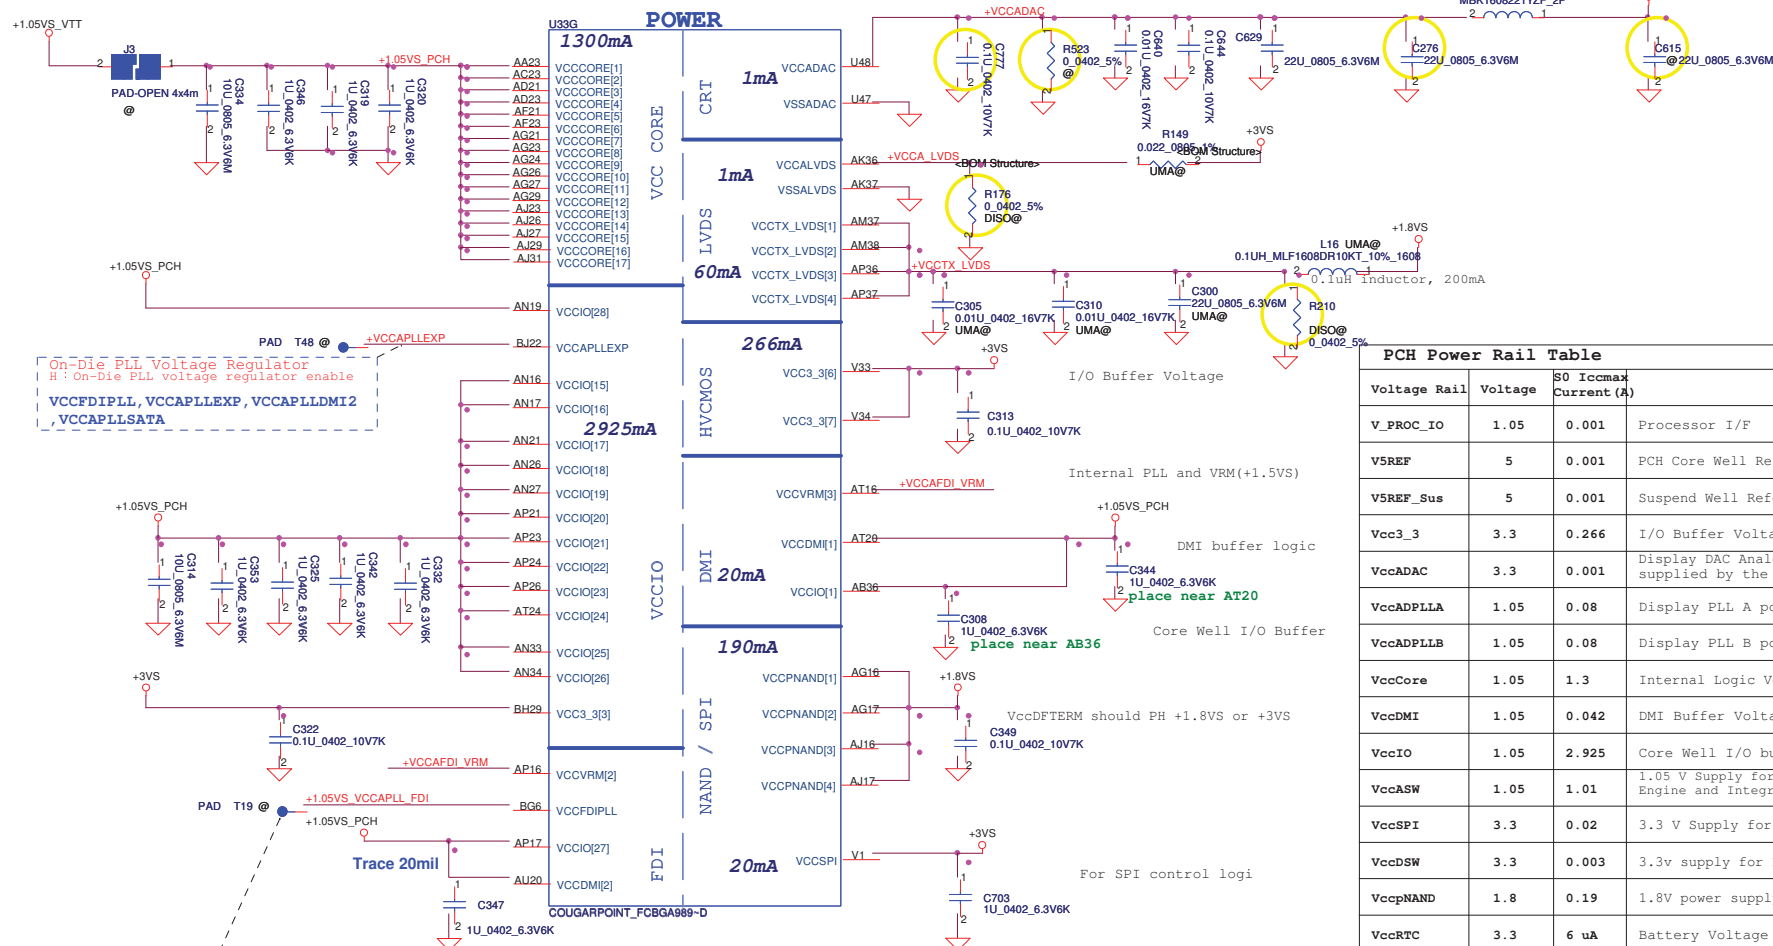 POWER
U33G
+1.05VS_VTT
J3
2
1
PAD-OPEN 4x4m
@
+1.05VS_PCH
C334
10U_0805_6.3V6M
C346
1U_0402_6.3V6K
C319
1U_0402_6.3V6K
C320
1U_0402_6.3V6K
1300mA
AA23 VCCCORE[1]
AC23 VCCCORE[2]
AD21 VCCCORE[3]
AD23 VCCCORE[4]
AF21 VCCCORE[5]
AF23 VCCCORE[6]
AG21 VCCCORE[7]
AG23 VCCCORE[8]
AG24 VCCCORE[9]
AG26 VCCCORE[10]
AG27 VCCCORE[11]
AG29 VCCCORE[12]
AJ23 VCCCORE[13]
AJ26 VCCCORE[14]
AJ27 VCCCORE[15]
AJ29 VCCCORE[16]
AJ31 VCCCORE[17]
VCC CORE
CRT
1mA
VCCADAC U48
VSSADAC U47
+VCCADAC
C777
0.1U_0402_10V7K
R523
0_0402_5%
@
C640
0.01U_0402_16V7K
C644
0.1U_0402_10V7K
C629
22U_0805_6.3V6M
C276
22U_0805_6.3V6M
MBK1608221YZF_2P
2
1
C615
@ 22U_0805_6.3V6M
LVDS
1mA
VCCALVDS AK36
VSSALVDS AK37
+VCCA_LVDS
<BOM Structure>
R149
0.022_0805_1%
<BOM Structure>
UMA@
+3VS
R176
0_0402_5%
DISO@
VCCTX_LVDS[1] AM37
VCCTX_LVDS[2] AM38
VCCTX_LVDS[3] AP36
VCCTX_LVDS[4] AP37
60mA
+VCCTX_LVDS
C305
0.01U_0402_16V7K
UMA@
C310
0.01U_0402_16V7K
UMA@
C300
22U_0805_6.3V6M
UMA@
L16 UMA@
0.1UH_MLF1608DR10KT_10%_1608
0.1uH inductor, 200mA
+1.8VS
R210
DISO@
0_0402_5%
+1.05VS_PCH
AN19 VCCIO[28]
PAD T48 @
+VCCAPLLEXP
BJ22 VCCAPLLEXP
On-Die PLL Voltage Regulator
H : On-Die PLL voltage regulator enable
VCCFDIPLL,VCCAPLLEXP,VCCAPLLDMI2
,VCCAPLLSATA
AN16 VCCIO[15]
AN17 VCCIO[16]
2925mA
AN21 VCCIO[17]
AN26 VCCIO[18]
AN27 VCCIO[19]
AP21 VCCIO[20]
AP23 VCCIO[21]
AP24 VCCIO[22]
AP26 VCCIO[23]
AT24 VCCIO[24]
AN33 VCCIO[25]
AN34 VCCIO[26]
VCCIO
+1.05VS_PCH
C314
10U_0805_6.3V6M
C353
1U_0402_6.3V6K
C325
1U_0402_6.3V6K
C342
1U_0402_6.3V6K
C332
1U_0402_6.3V6K
HVCMOS
266mA
VCC3_3[6] V33
VCC3_3[7] V34
+3VS
C313
0.1U_0402_10V7K
I/O Buffer Voltage
Internal PLL and VRM(+1.5VS)
VCCVRM[3] AT16
+VCCAFDI_VRM
DMI
20mA
VCCDMI[1] AT20
VCCIO[1] AB36
+1.05VS_PCH
DMI buffer logic
C344
1U_0402_6.3V6K
place near AT20
C308
1U_0402_6.3V6K
place near AB36
Core Well I/O Buffer
NAND / SPI
190mA
VCCPNAND[1] AG16
VCCPNAND[2] AG17
VCCPNAND[3] AJ16
VCCPNAND[4] AJ17
+1.8VS
VccDFTERM should PH +1.8VS or +3VS
C349
0.1U_0402_10V7K
20mA
VCCSPI V1
+3VS
For SPI control logi
C703
1U_0402_6.3V6K
+3VS
BH29 VCC3_3[3]
C322
0.1U_0402_10V7K
+VCCAFDI_VRM
AP16 VCCVRM[2]
PAD T19 @
+1.05VS_VCCAPLL_FDI
BG6 VCCFDIPLL
+1.05VS_PCH
AP17 VCCIO[27]
Trace 20mil
AU20 VCCDMI[2]
FDI
C347
1U_0402_6.3V6K
COUGARPOINT_FCBGA989~D
PCH Power Rail Table
Voltage Rail Voltage S0 Iccmax Current(A)
V_PROC_IO 1.05 0.001 Processor I/F
V5REF 5 0.001 PCH Core Well Re
V5REF_Sus 5 0.001 Suspend Well Ref
Vcc3_3 3.3 0.266 I/O Buffer Volta
VccADAC 3.3 0.001 Display DAC Anal
supplied by the
VccADPLLA 1.05 0.08 Display PLL A po
VccADPLLB 1.05 0.08 Display PLL B po
VccCore 1.05 1.3 Internal Logic V
VccDMI 1.05 0.042 DMI Buffer Volta
VccIO 1.05 2.925 Core Well I/O bu
VccASW 1.05 1.01 1.05 V Supply for
Engine and Integr
VccSPI 3.3 0.02 3.3 V Supply for
VccDSW 3.3 0.003 3.3v supply for
VccpNAND 1.8 0.19 1.8V power suppl
VccRTC 3.3 6 uA Battery Voltage